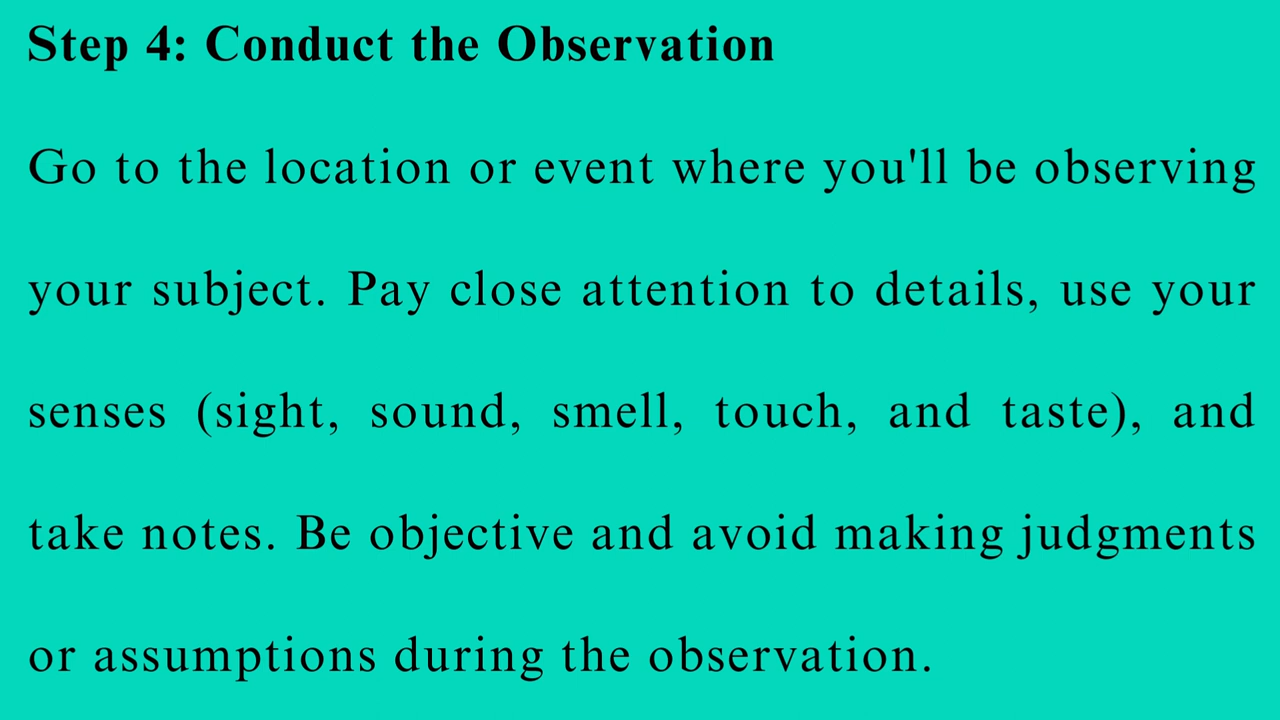 Step 4: Conduct the Observation
Go to the location or event where you'll be observing
your subject. Pay close attention to details, use your
senses (sight, sound, smell, touch, and taste), and
take notes. Be objective and avoid making judgments
or assumptions during the observation.